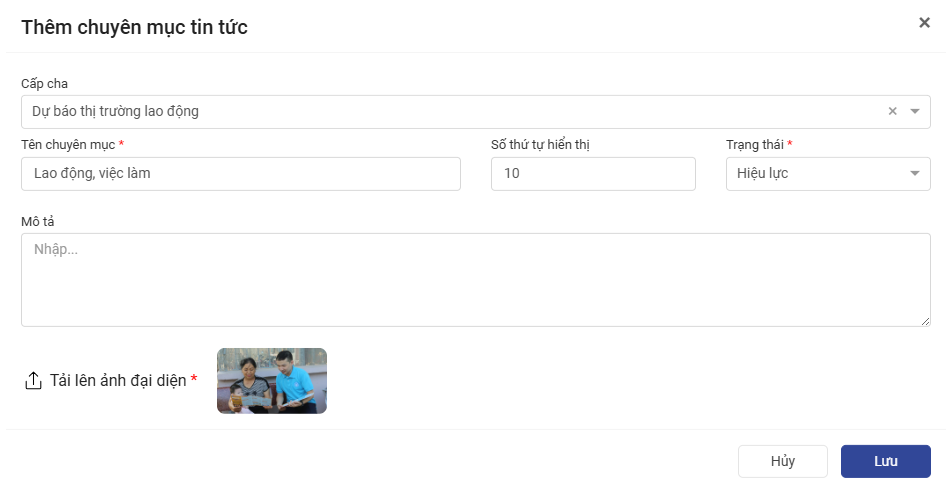 Thêm chuyên mục tin tức
Cấp cha
Dự báo thị trường lao động
Tên chuyên mục *
Số thứ tự hiển thị
Trạng thái *
Lao động, việc làm
10
Hiệu lực
Mô tả
Nhập...
Tải lên ảnh đại diện *
Hủy
Lưu